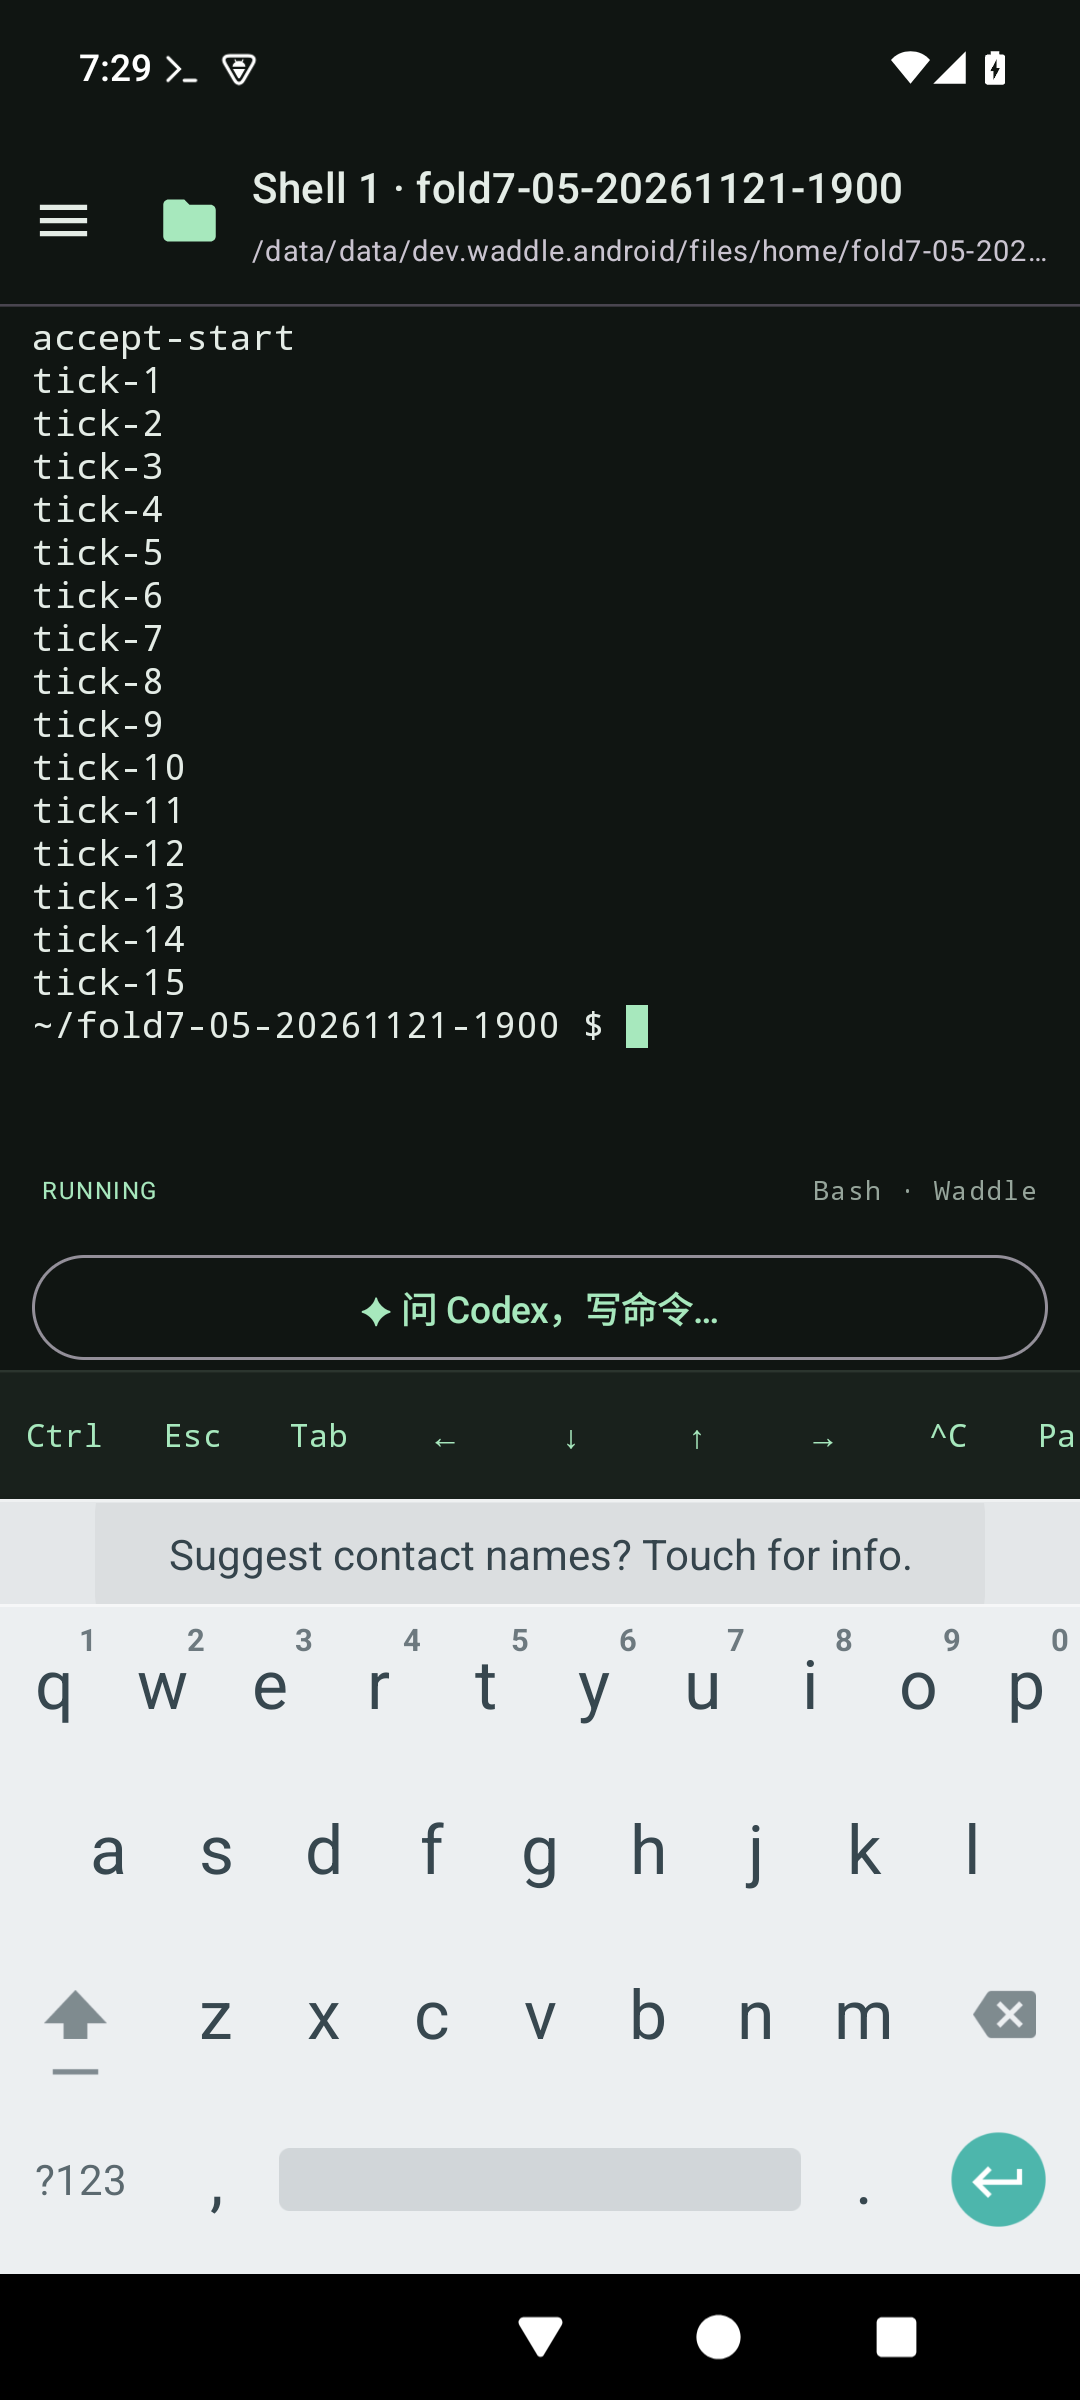 7:29
Shell 1 · fold7-05-20261121-1900
/data/data/dev.waddle.android/files/home/fold7-05-202…
accept-start
tick-1
tick-2
tick-3
tick-4
tick-5
tick-6
tick-7
tick-8
tick-9
tick-10
tick-11
tick-12
tick-13
tick-14
tick-15
~/fold7-05-20261121-1900 $
RUNNING
Bash · Waddle
✦ 问 Codex，写命令…
Ctrl Esc Tab ← ↓ ↑ → ^C Pa
Suggest contact names? Touch for info.
1 2 3 4 5 6 7 8 9 0
q w e r t y u i o p
a s d f g h j k l
z x c v b n m
?123 , .